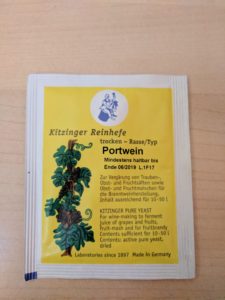 Kitzinger Reinhefe
trocken – Rasse/Typ
Portwein
Mindestens haltbar bis
Ende 06/2019 L.1F17
Zur Vergärung von Trauben-,
Obst- und Fruchtsäften sowie
Obst- und Fruchtmaischen für
die Branntweinherstellung,
Inhalt ausreichend für 10-50 l
KITZINGER PURE YEAST
For wine-making to ferment
juice of grapes and fruits,
fruit-mash and for fruitbrandy
Contents sufficient for 10-50 l
Contents: active pure yeast,
dried
Laboratories since 1897 Made in Germany